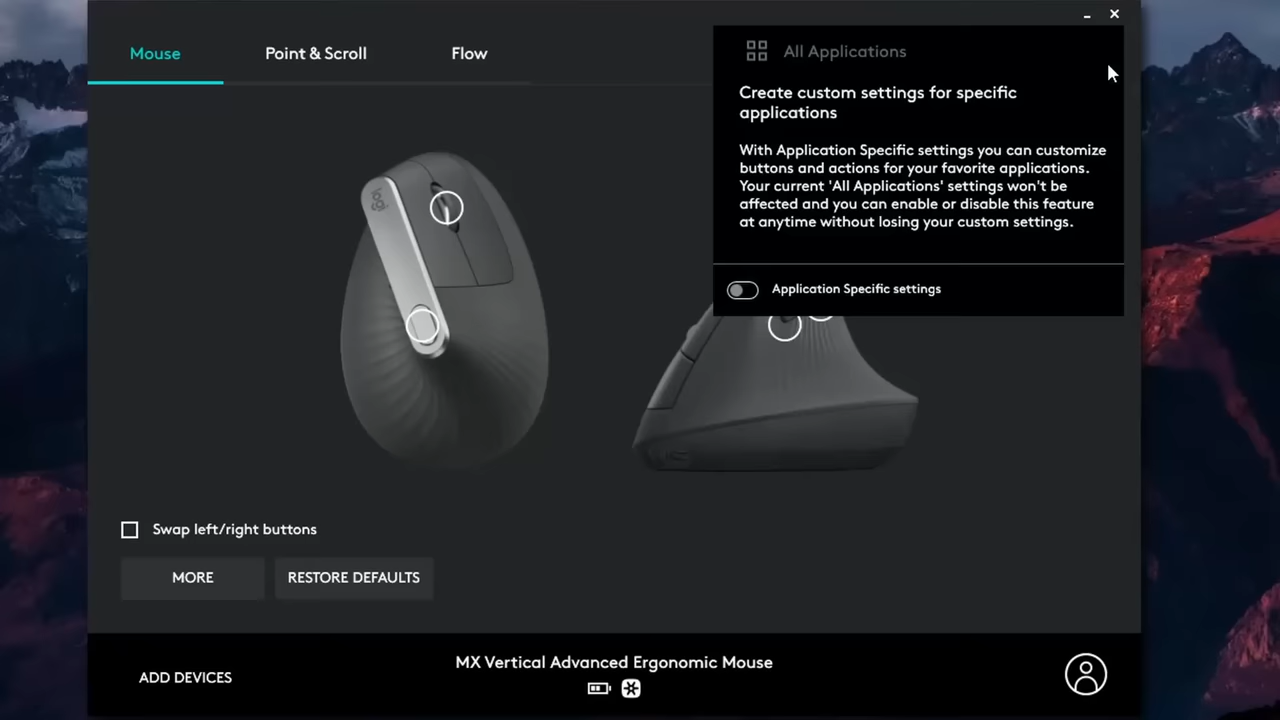 Mouse
Point & Scroll
Flow
All Applications
Create custom settings for specific
applications
With Application Specific settings you can customize
buttons and actions for your favorite applications.
Your current 'All Applications' settings won't be
affected and you can enable or disable this feature
at anytime without losing your custom settings.
Application Specific settings
logi
Swap left/right buttons
MORE
RESTORE DEFAULTS
ADD DEVICES
MX Vertical Advanced Ergonomic Mouse